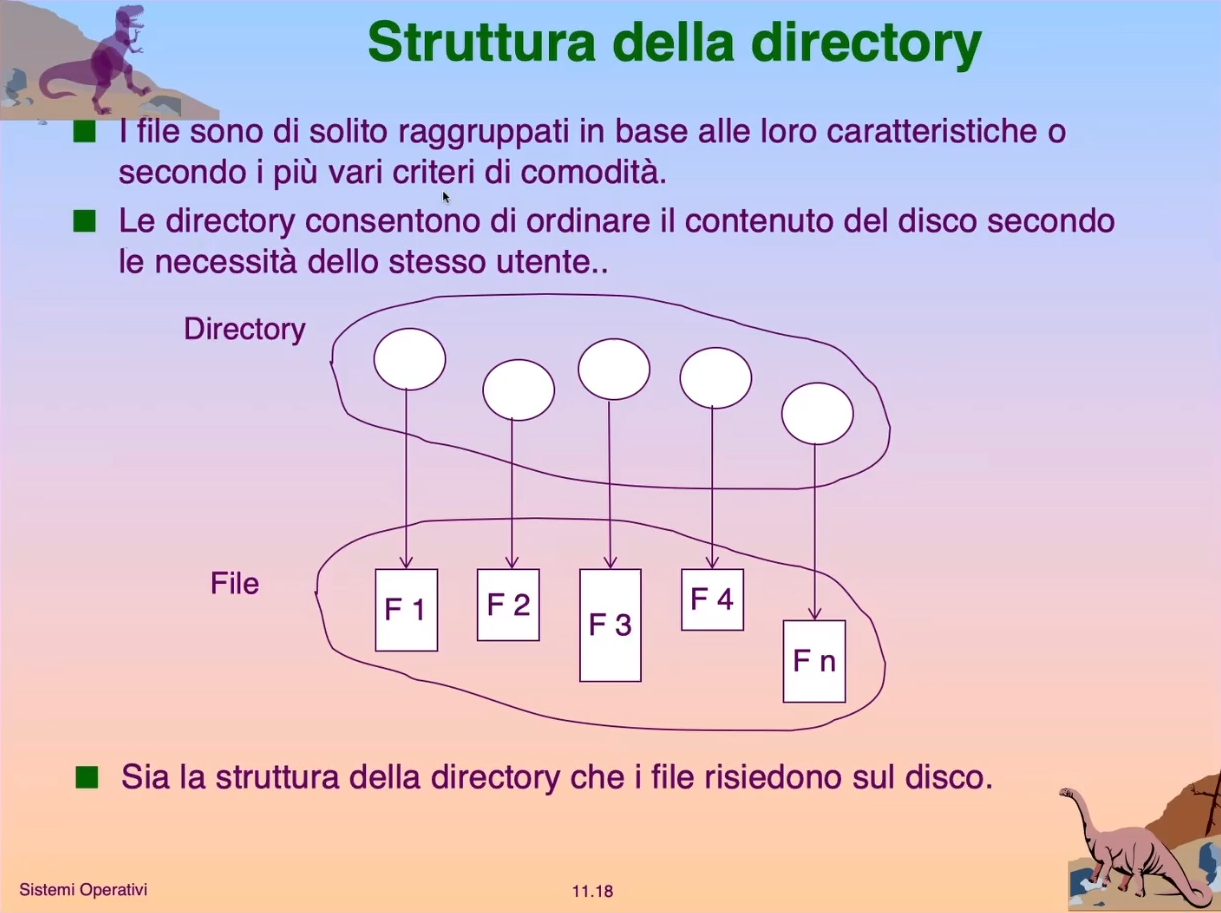 Struttura della directory
I file sono di solito raggruppati in base alle loro caratteristiche o
secondo i più vari criteri di comodità.
Le directory consentono di ordinare il contenuto del disco secondo
le necessità dello stesso utente..
Directory
File
F 1
F 2
F 3
F 4
F n
Sia la struttura della directory che i file risiedono sul disco.
Sistemi Operativi
11.18